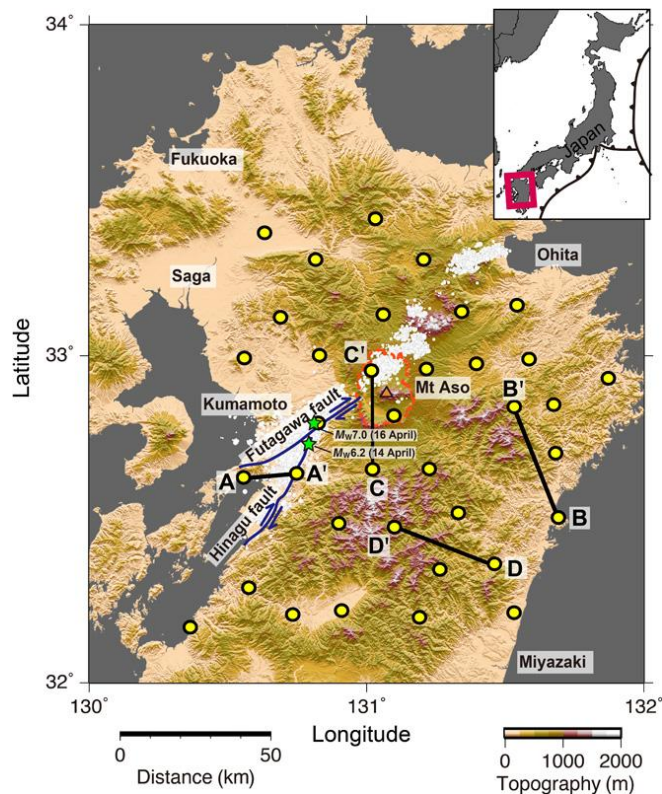 34°
Japan
Fukuoka
Ohita
Saga
Latitude
33°
C'
Mt Aso
Kumamoto
B'
Futagawa fault
Mw7.0 (16 April)
Mw6.2 (14 April)
A
A'
C
Hinagu fault
B
D'
D
Miyazaki
32°
130°
131°
132°
Longitude
0
50
Distance (km)
0
1000
2000
Topography (m)